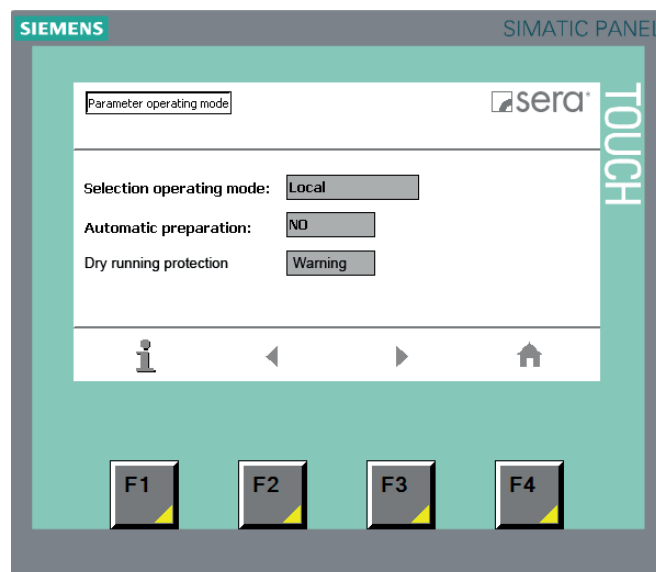 SIEMENS
SIMATIC PANEL
TOUCH
Parameter operating mode
sera
Selection operating mode: Local
Automatic preparation: NO
Dry running protection Warning
F1 F2 F3 F4